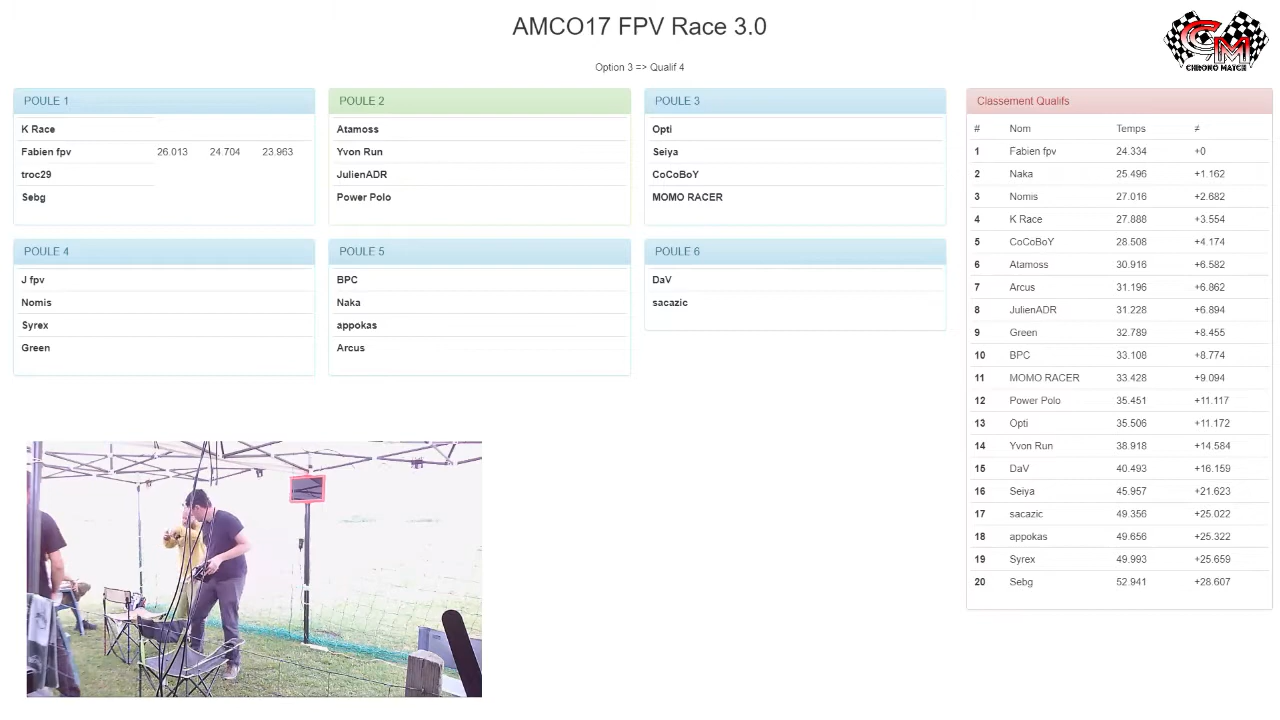 AMCO17 FPV Race 3.0
CM
CHRONO MATCH
Option 3 => Qualif 4
POULE 1
K Race
Fabien fpv 26.013 24.704 23.963
troc29
Sebg
POULE 2
Atamoss
Yvon Run
JulienADR
Power Polo
POULE 3
Opti
Seiya
CoCoBoY
MOMO RACER
POULE 4
J fpv
Nomis
Syrex
Green
POULE 5
BPC
Naka
appokas
Arcus
POULE 6
DaV
sacazic
Classement Qualifs
# Nom Temps ≠
1 Fabien fpv 24.334 +0
2 Naka 25.496 +1.162
3 Nomis 27.016 +2.682
4 K Race 27.888 +3.554
5 CoCoBoY 28.508 +4.174
6 Atamoss 30.916 +6.582
7 Arcus 31.196 +6.862
8 JulienADR 31.228 +6.894
9 Green 32.789 +8.455
10 BPC 33.108 +8.774
11 MOMO RACER 33.428 +9.094
12 Power Polo 35.451 +11.117
13 Opti 35.506 +11.172
14 Yvon Run 38.918 +14.584
15 DaV 40.493 +16.159
16 Seiya 45.957 +21.623
17 sacazic 49.356 +25.022
18 appokas 49.656 +25.322
19 Syrex 49.993 +25.659
20 Sebg 52.941 +28.607